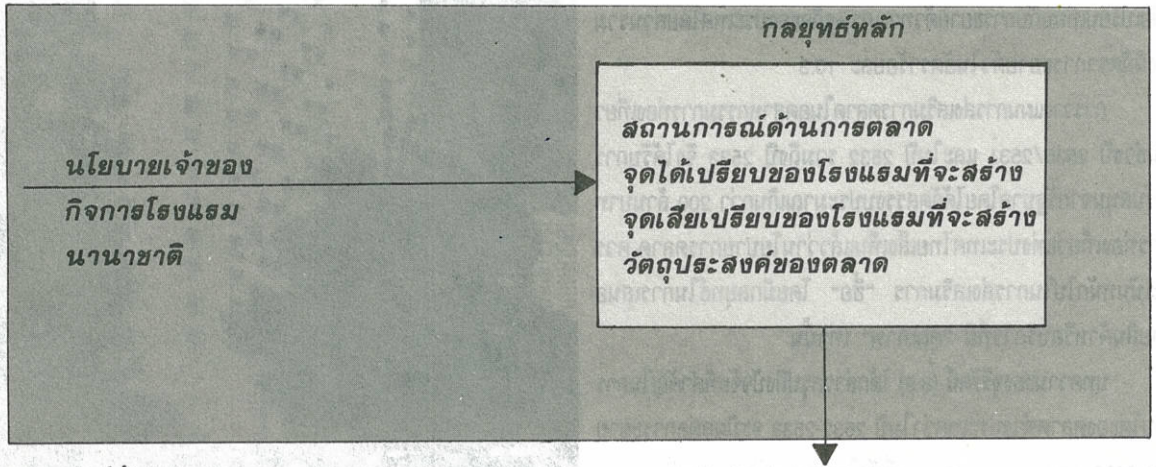 กลยุทธ์หลัก
นโยบายเจ้าของ
กิจการโรงแรม
นานาชาติ
สถานการณ์ด้านการตลาด
จุดได้เปรียบของโรงแรมที่จะสร้าง
จุดเสียเปรียบของโรงแรมที่จะสร้าง
วัตถุประสงค์ของตลาด